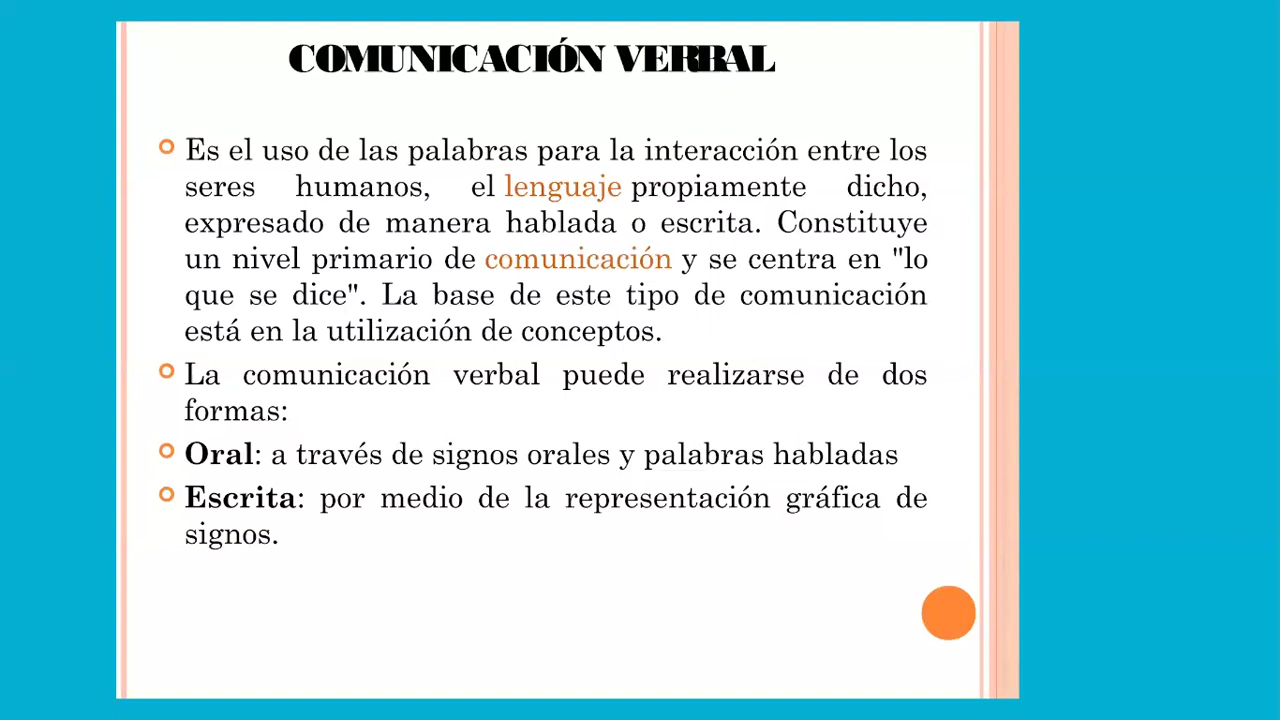 COMUNICACIÓN VERBAL
Es el uso de las palabras para la interacción entre los
seres humanos, el lenguaje propiamente dicho,
expresado de manera hablada o escrita. Constituye
un nivel primario de comunicación y se centra en "lo
que se dice". La base de este tipo de comunicación
está en la utilización de conceptos.
La comunicación verbal puede realizarse de dos
formas:
Oral: a través de signos orales y palabras habladas
Escrita: por medio de la representación gráfica de
signos.